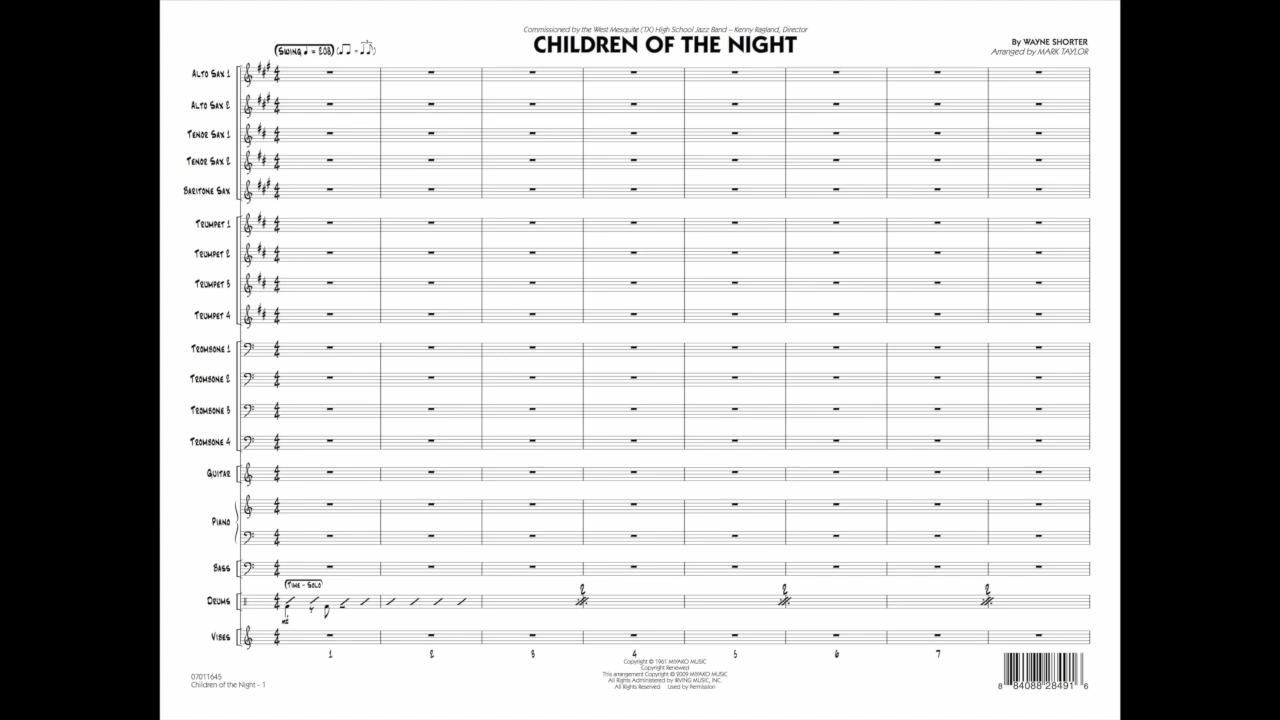 Commissioned by the West Mesquite (TX) High School Jazz Band – Kenny Ragland, Director
CHILDREN OF THE NIGHT
By WAYNE SHORTER
Arranged by MARK TAYLOR
(SWING ♩ = 208) (♫ = ♩♪)
ALTO SAX 1
ALTO SAX 2
TENOR SAX 1
TENOR SAX 2
BARITONE SAX
TRUMPET 1
TRUMPET 2
TRUMPET 3
TRUMPET 4
TROMBONE 1
TROMBONE 2
TROMBONE 3
TROMBONE 4
GUITAR
PIANO
BASS
(TIME – SOLO)
2 2 2
DRUMS
mf
VIBES
1 2 3 4 5 6 7
Copyright © 1961 MIYAKO MUSIC
Copyright Renewed
This arrangement Copyright © 2009 MIYAKO MUSIC
All Rights Administered by IRVING MUSIC, INC.
All Rights Reserved Used by Permission
07011645
Children of the Night - 1
8 84088 28491 6